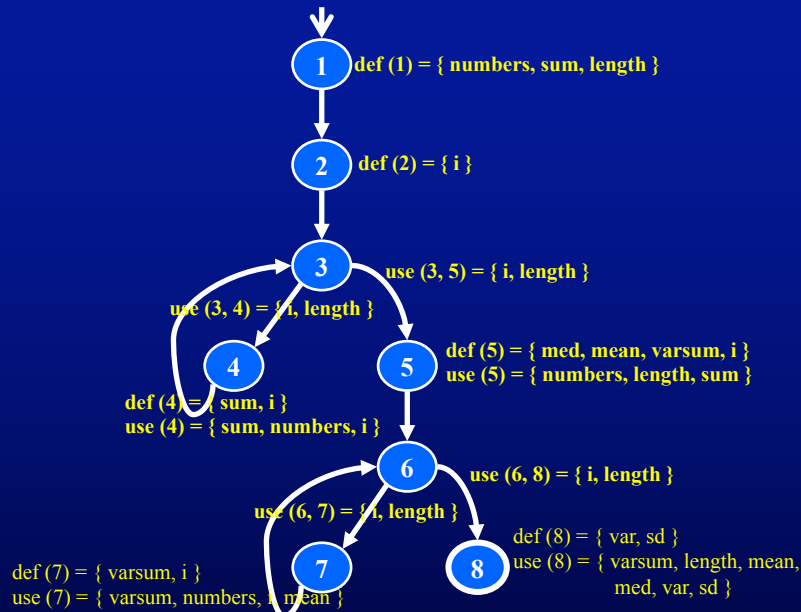 1
def (1) = { numbers, sum, length }
2
def (2) = { i }
3
use (3, 5) = { i, length }
use (3, 4) = { i, length }
4
def (4) = { sum, i }
use (4) = { sum, numbers, i }
5
def (5) = { med, mean, varsum, i }
use (5) = { numbers, length, sum }
6
use (6, 8) = { i, length }
use (6, 7) = { i, length }
7
def (7) = { varsum, i }
use (7) = { varsum, numbers, i, mean }
8
def (8) = { var, sd }
use (8) = { varsum, length, mean,
med, var, sd }